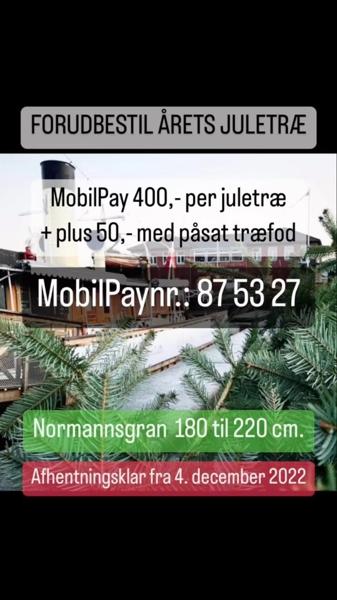 FORUDBESTIL ÅRETS JULETRÆ
MobilPay 400,- per juletræ
+ plus 50,- med påsat træfod
MobilPaynr.: 87 53 27
Normannsgran 180 til 220 cm.
Afhentningsklar fra 4. december 2022